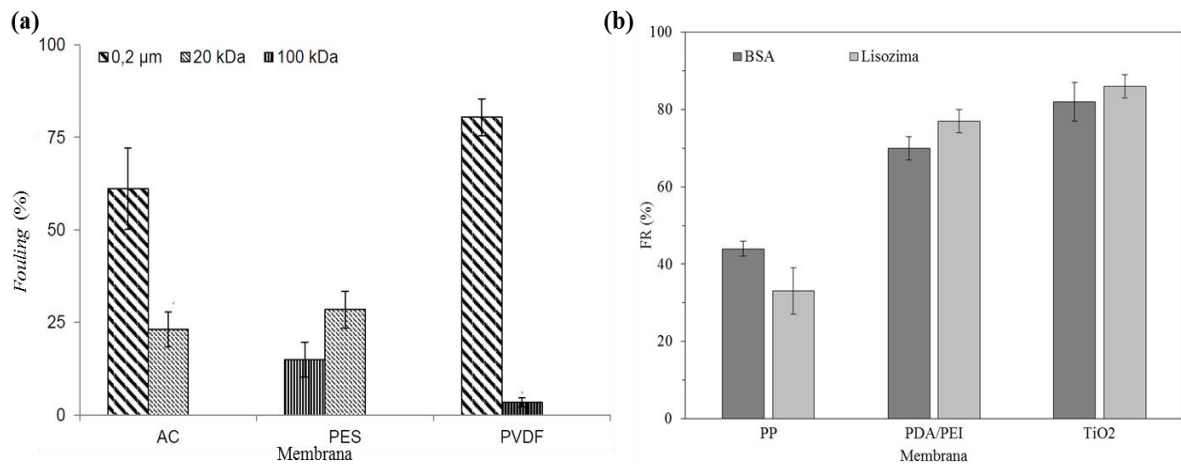 (a)
100
75
50
25
0
Fouling (%)
0,2 µm 20 kDa 100 kDa
AC PES PVDF
Membrana
(b)
100
80
60
40
20
0
FR (%)
BSA Lisozima
PP PDA/PEI TiO2
Membrana